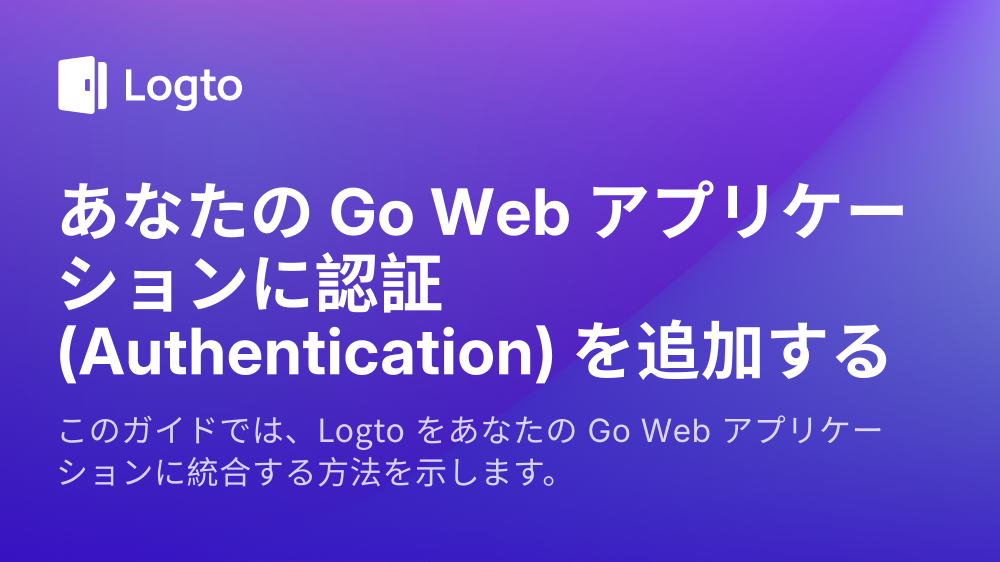 Logto
あなたの Go Web アプリケー
ションに認証
(Authentication) を追加する
このガイドでは、Logto をあなたの Go Web アプリケー
ションに統合する方法を示します。